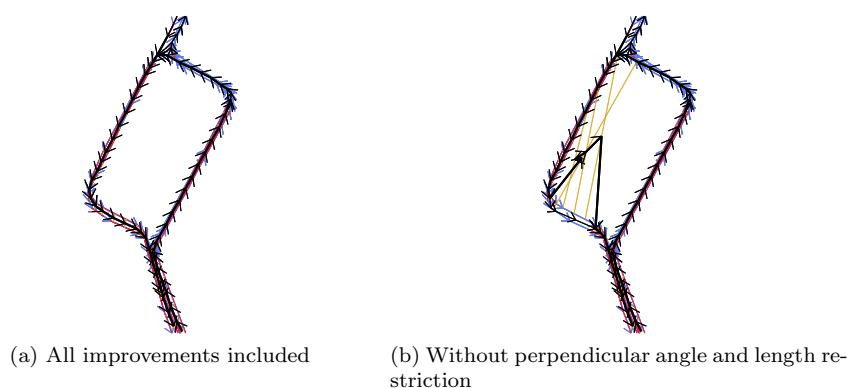 (a) All improvements included
(b) Without perpendicular angle and length re-
striction